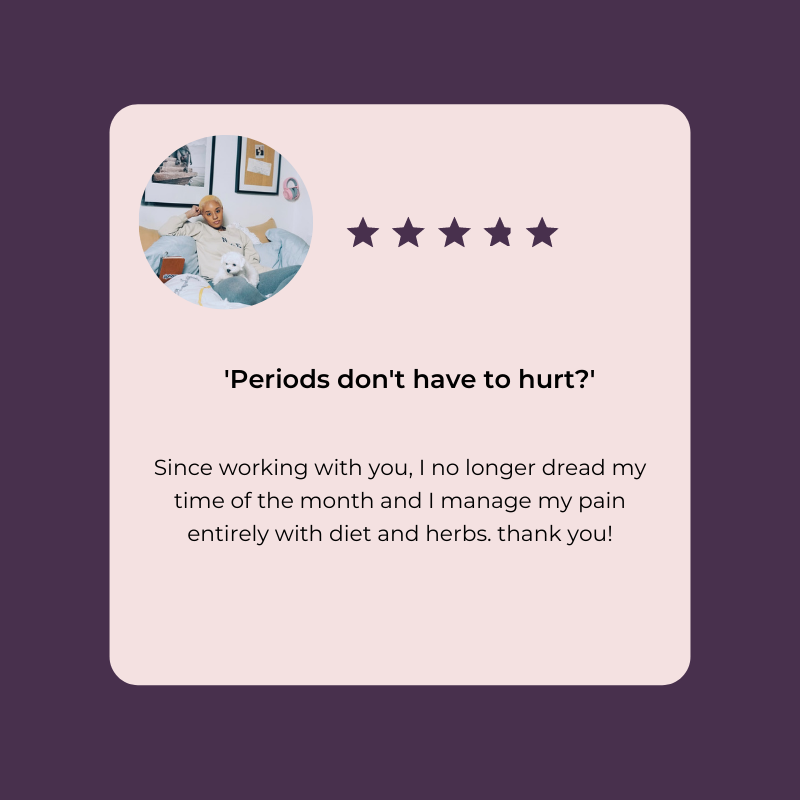 'Periods don't have to hurt?'
Since working with you, I no longer dread my
time of the month and I manage my pain
entirely with diet and herbs. thank you!